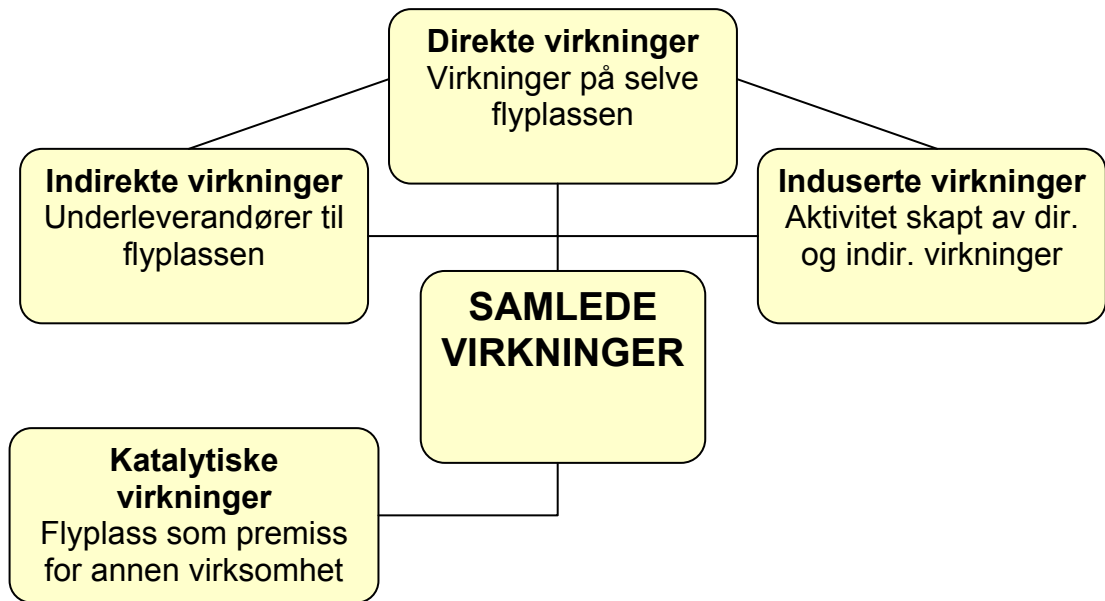 Direkte virkninger
Virkninger på selve
flyplassen
Indirekte virkninger
Underleverandører til
flyplassen
Induserte virkninger
Aktivitet skapt av dir.
og indir. virkninger
SAMLEDE
VIRKNINGER
Katalytiske
virkninger
Flyplass som premiss
for annen virksomhet